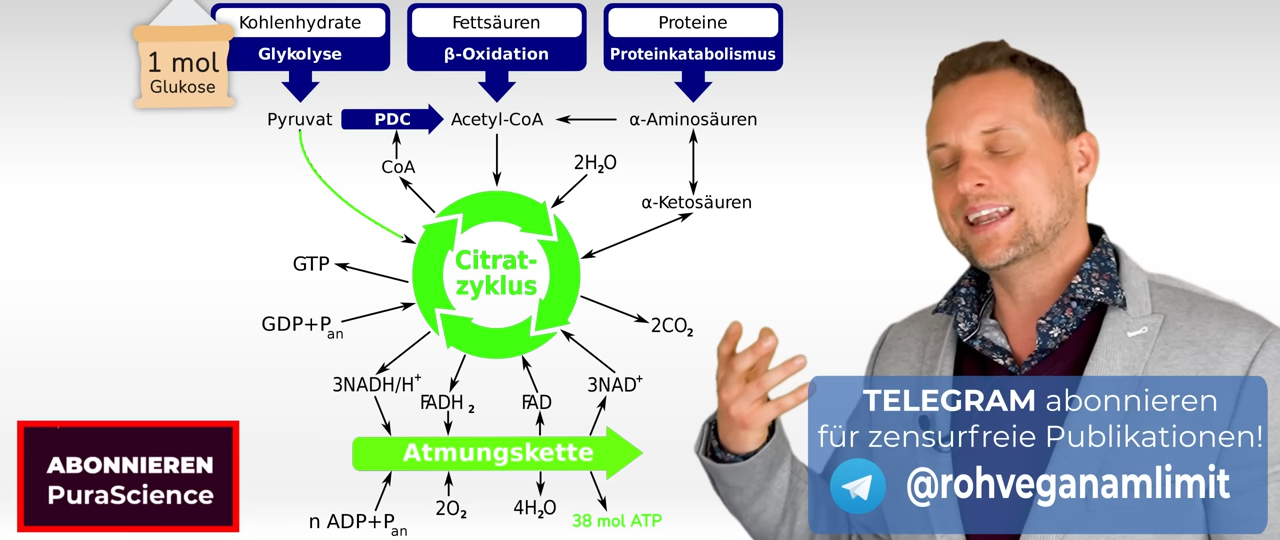 Kohlenhydrate
Glykolyse
Fettsäuren
β-Oxidation
Proteine
Proteinkatabolismus
1 mol
Glukose
Pyruvat
PDC
Acetyl-CoA
α-Aminosäuren
CoA
2H₂O
α-Ketosäuren
Citrat-
zyklus
GTP
GDP+Pan
2CO₂
3NADH/H⁺
FADH₂
FAD
3NAD⁺
Atmungskette
n ADP+Pan
2O₂
4H₂O
38 mol ATP
ABONNIEREN
PuraScience
TELEGRAM abonnieren
für zensurfreie Publikationen!
@rohveganamlimit